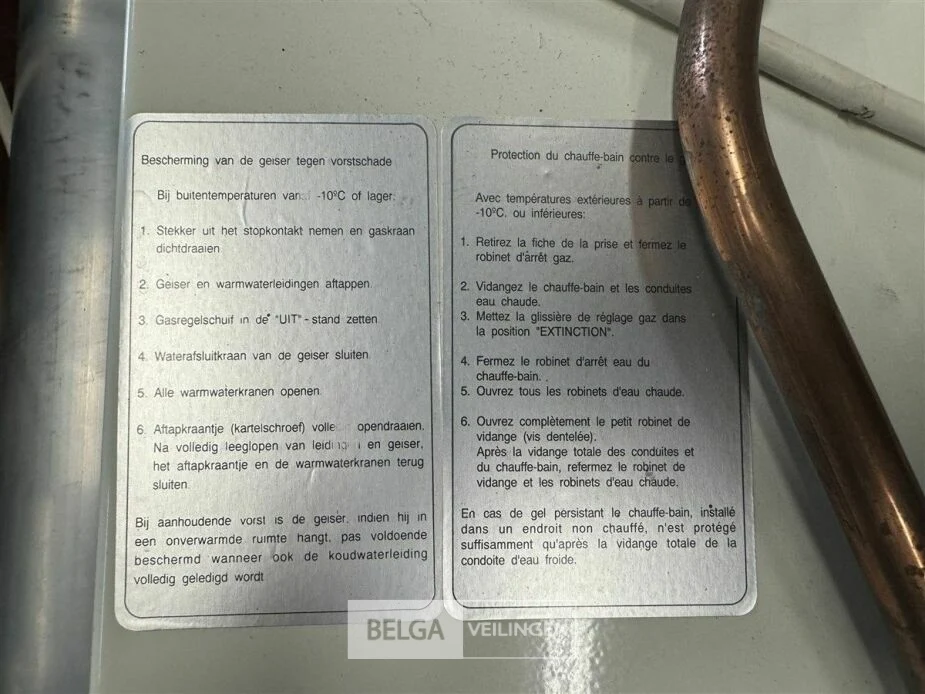 Bescherming van de geiser tegen vorstschade
Bij buitentemperaturen van -10ºC of lager:
1. Stekker uit het stopkontakt nemen en gaskraan
dichtdraaien
2. Geiser en warmwaterleidingen aftappen
3. Gasregelschuif in de "UIT" - stand zetten
4. Waterafsluitkraan van de geiser sluiten
5. Alle warmwaterkranen openen
6. Aftapkraantje (kartelschroef) opendraaien.
Na volledig leeglopen van en geiser,
het aftapkraantje en de warmwaterkranen terug
sluiten
Bij aanhoudende vorst is de geiser, indien hij in
een onverwarmde ruimte hangt, pas voldoende
beschermd wanneer ook de koudwaterleiding
volledig geledigd wordt
Protection du chauffe-bain contre le
Avec températures extérieures à partir de
-10ºC. ou inférieures:
1. Retirez la fiche de la prise et fermez le
robinet d'arrêt gaz.
2. Vidangez le chauffe-bain et les conduites
eau chaude.
3. Mettez la glissière de réglage gaz dans
la position "EXTINCTION".
4. Fermez le robinet d'arrêt eau du
chauffe-bain.
5. Ouvrez tous les robinets d'eau chaude.
6. Ouvrez complètement le petit robinet de
vidange (vis dentelée).
Après la vidange totale des conduites et
du chauffe-bain, refermez le robinet de
vidange et les robinets d'eau chaude.
En cas de gel persistant le chauffe-bain, installé
dans un endroit non chauffé, n'est protégé
suffisamment qu'après la vidange totale de la
condoite d'eau froide.
BELGA VEILINGEN